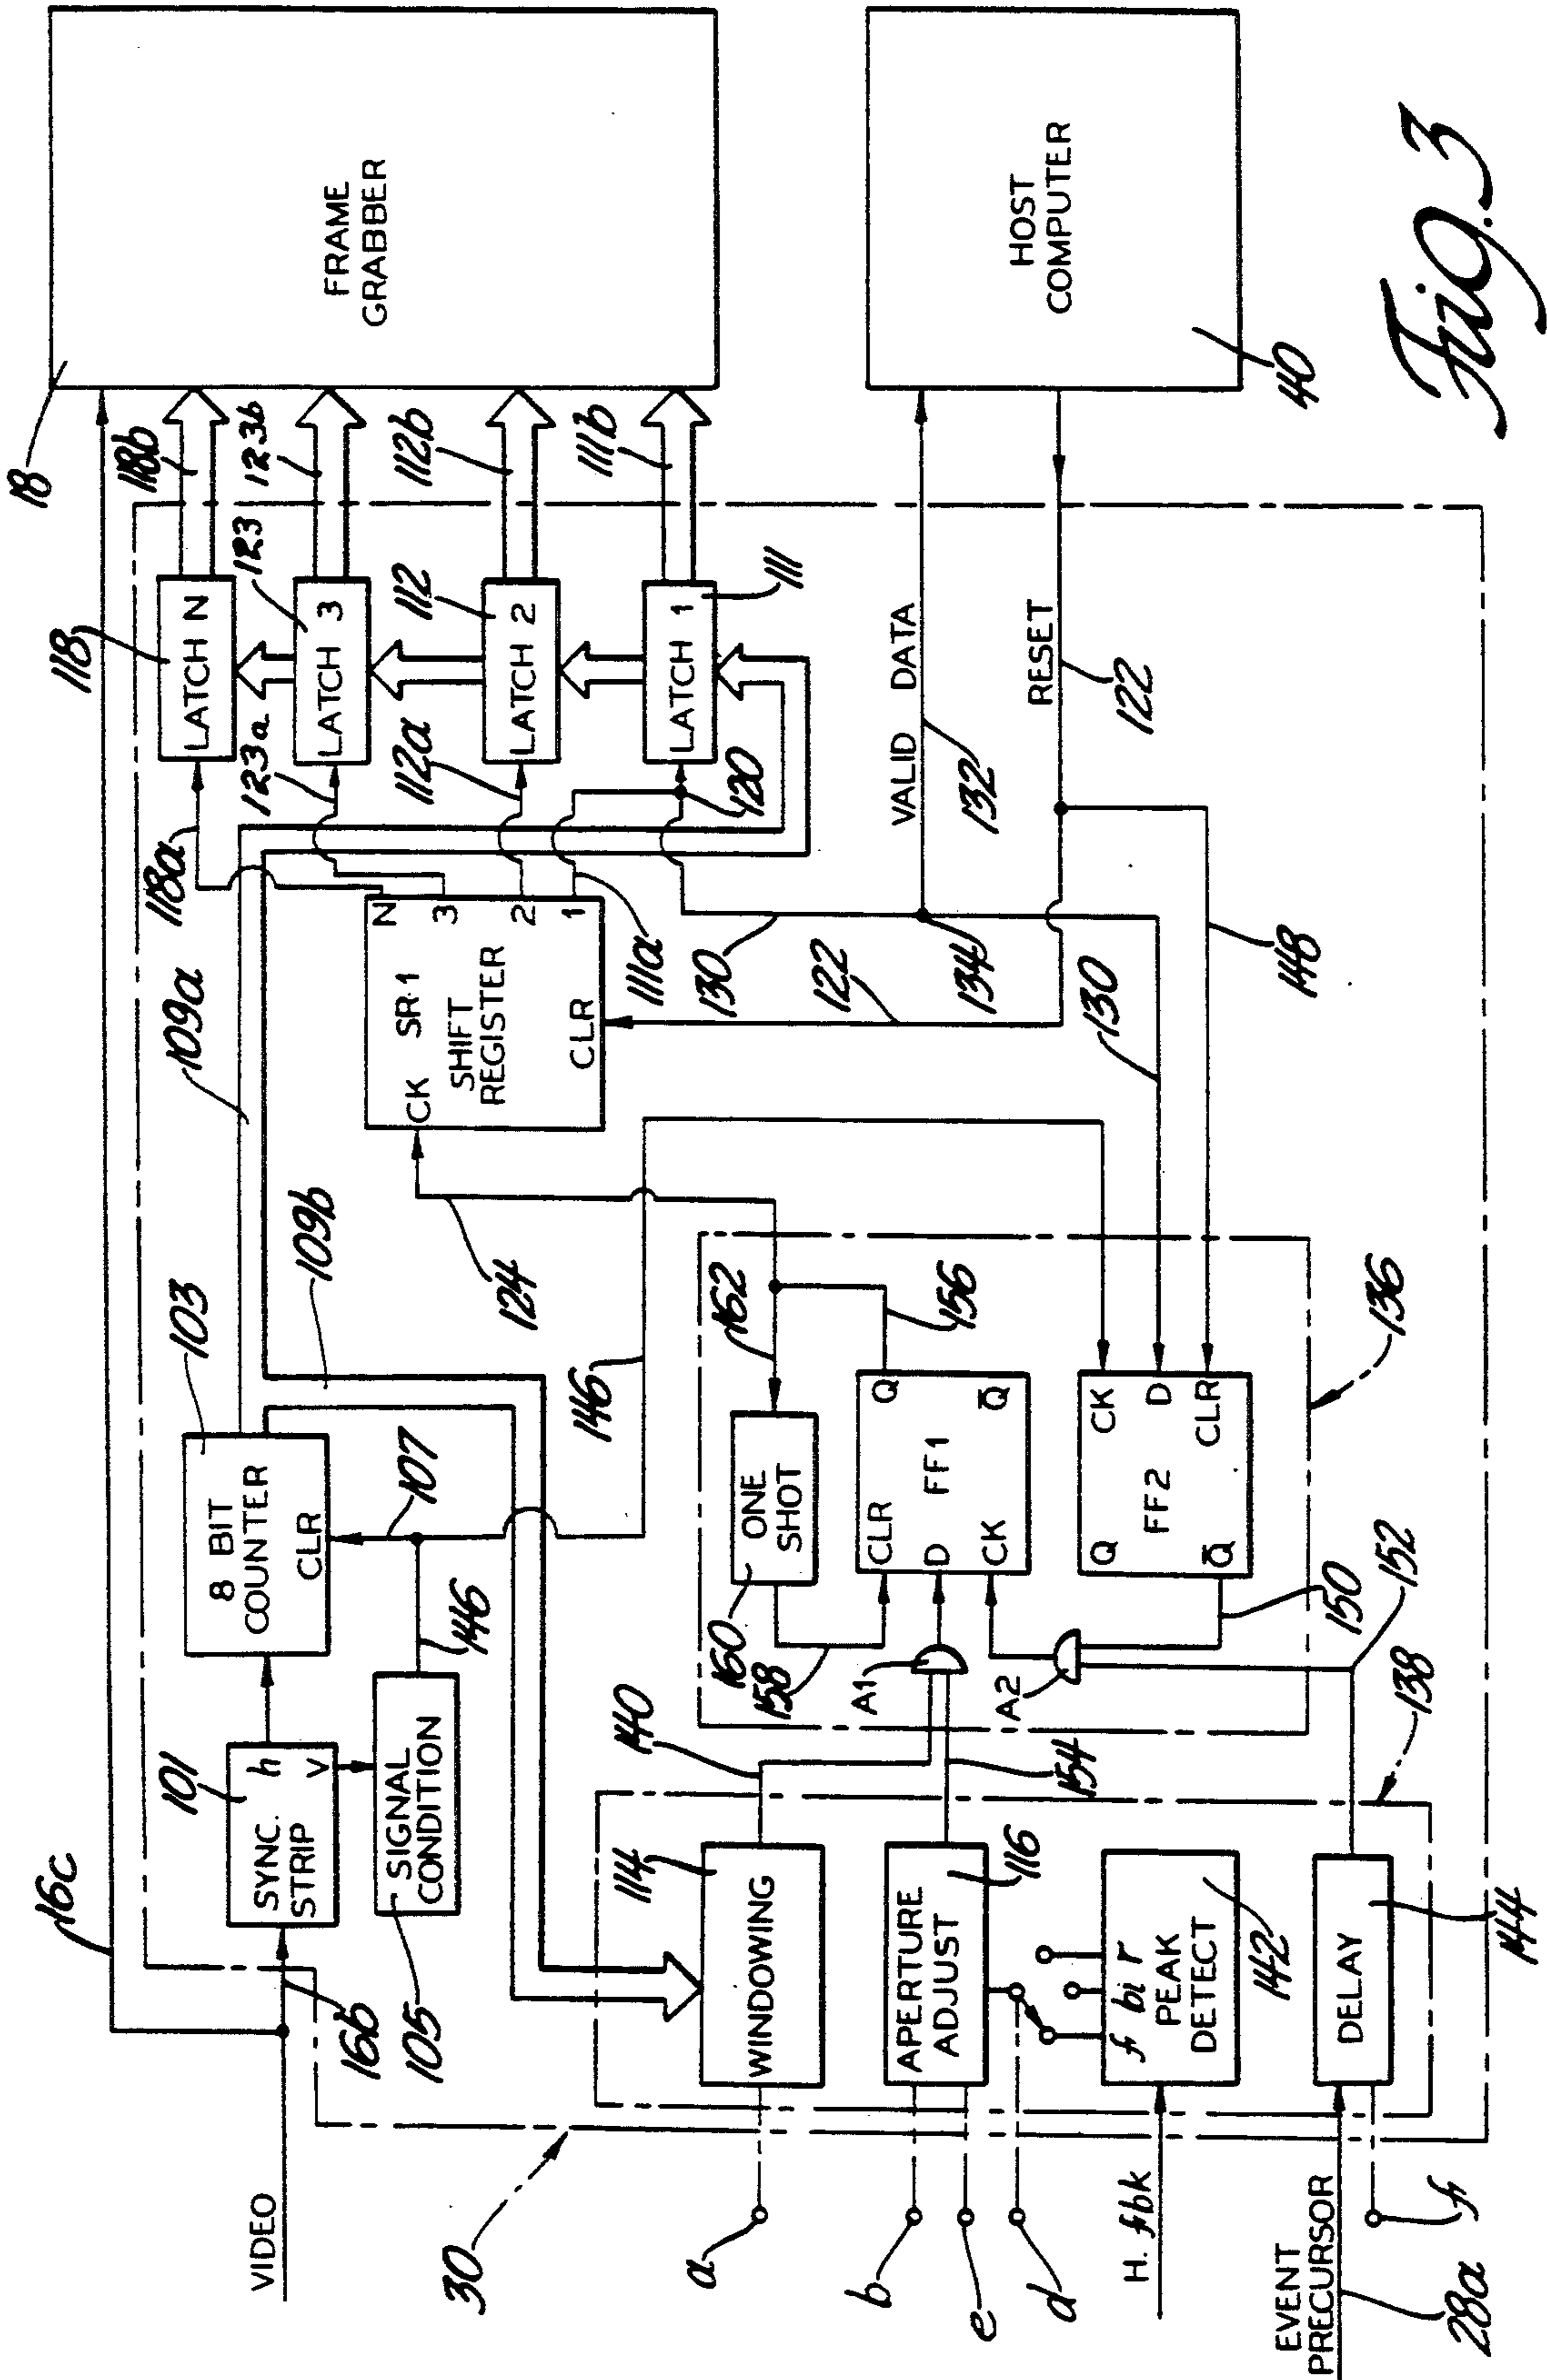 16c
VIDEO
16b
101
SYNC.
STRIP
h
v
105
SIGNAL
CONDITION
146
107
103
8 BIT
COUNTER
CLR
109a
109b
118a
118
LATCH N
118b
18
FRAME
GRABBER
123a
123
LATCH 3
123b
112a
112
LATCH 2
112b
111
LATCH 1
111b
120
N
3
2
1
CK SR1
SHIFT
REGISTER
CLR
111a
124
130
122
134
VALID DATA
132
RESET
122
HOST
COMPUTER
40
30
a
114
WINDOWING
140
b
e
d
APERTURE
ADJUST
116
154
H. fbk
f bi r
PEAK
DETECT
142
EVENT
PRECURSOR
28a
f
DELAY
144
138
152
150
A1
A2
158
160
ONE
SHOT
162
146
156
CLR
D
CK
FF1
Q
Q̅
Q
Q̅
FF2
CK
D
CLR
130
148
136
Fig. 3